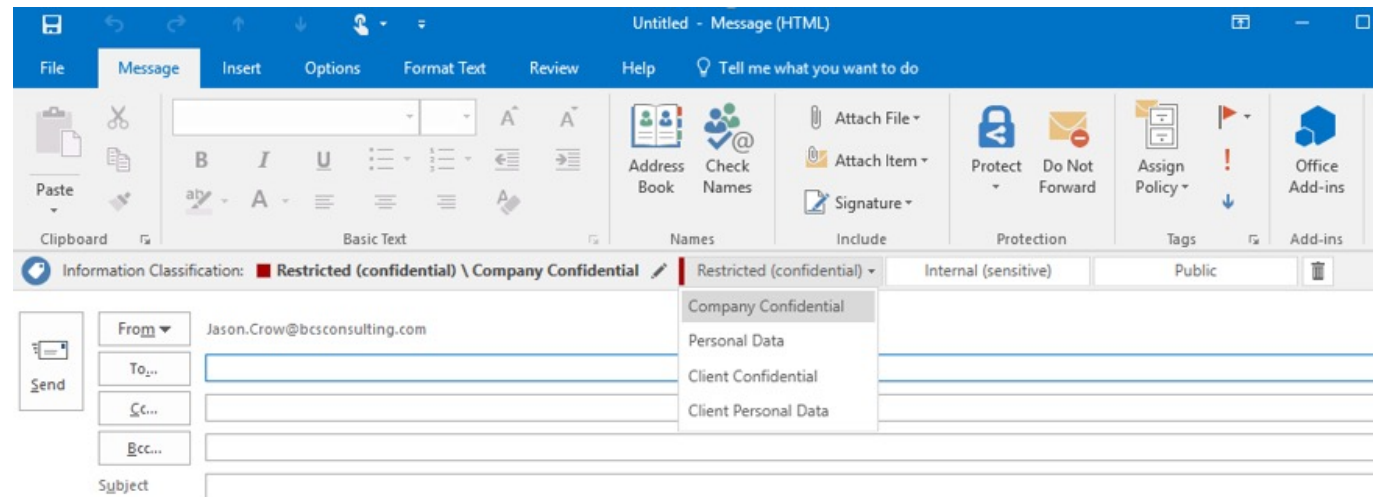 Untitled - Message (HTML)
File Message Insert Options Format Text Review Help Tell me what you want to do
Paste
B I U A A
aby A A
Address Book
Check Names
Attach File
Attach Item
Signature
Protect
Do Not Forward
Assign Policy
Office Add-ins
Clipboard Basic Text Names Include Protection Tags Add-ins
Information Classification: Restricted (confidential) \ Company Confidential Restricted (confidential) Internal (sensitive) Public
Company Confidential
Personal Data
Client Confidential
Client Personal Data
Send
From Jason.Crow@bcsconsulting.com
To...
Cc...
Bcc...
Subject